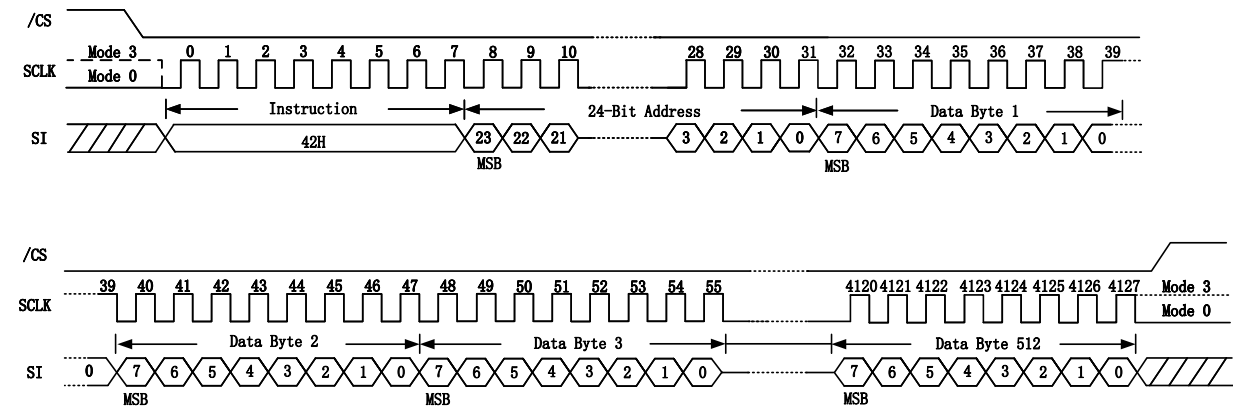 /CS
Mode 3 0 1 2 3 4 5 6 7 8 9 10 28 29 30 31 32 33 34 35 36 37 38 39
SCLK Mode 0
Instruction 24-Bit Address Data Byte 1
SI 42H 23 22 21 3 2 1 0 7 6 5 4 3 2 1 0
MSB MSB
/CS
39 40 41 42 43 44 45 46 47 48 49 50 51 52 53 54 55 4120 4121 4122 4123 4124 4125 4126 4127 Mode 3
SCLK Mode 0
Data Byte 2 Data Byte 3 Data Byte 512
SI 0 7 6 5 4 3 2 1 0 7 6 5 4 3 2 1 0 7 6 5 4 3 2 1 0
MSB MSB MSB